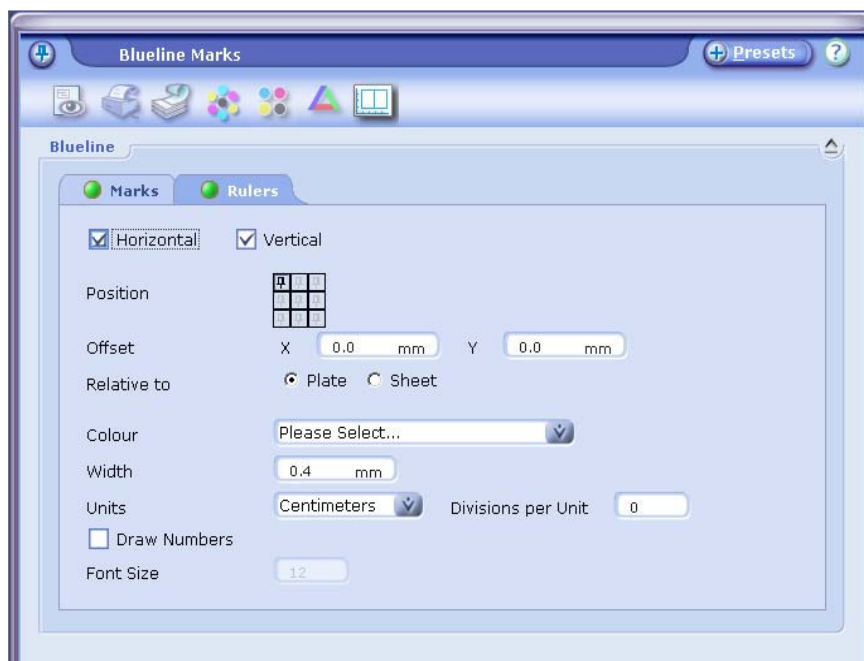 Blueline Marks
Presets ?
Blueline
Marks Rulers
Horizontal Vertical
Position
Offset X 0.0 mm Y 0.0 mm
Relative to Plate Sheet
Colour Please Select...
Width 0.4 mm
Units Centimeters Divisions per Unit 0
Draw Numbers
Font Size 12